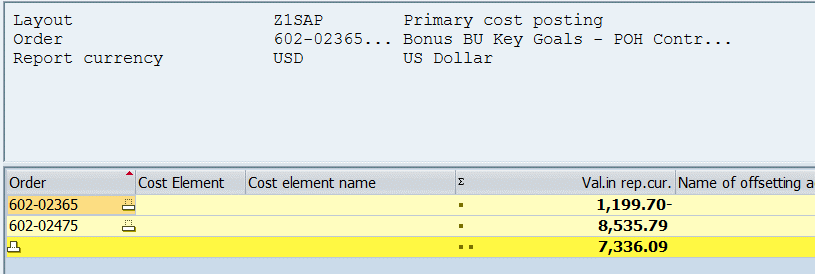 Layout Z1SAP Primary cost posting
Order 602-02365... Bonus BU Key Goals - POH Contr...
Report currency USD US Dollar
Order Cost Element Cost element name Σ Val.in rep.cur. Name of offsetting a
602-02365 1,199.70-
602-02475 8,535.79
7,336.09